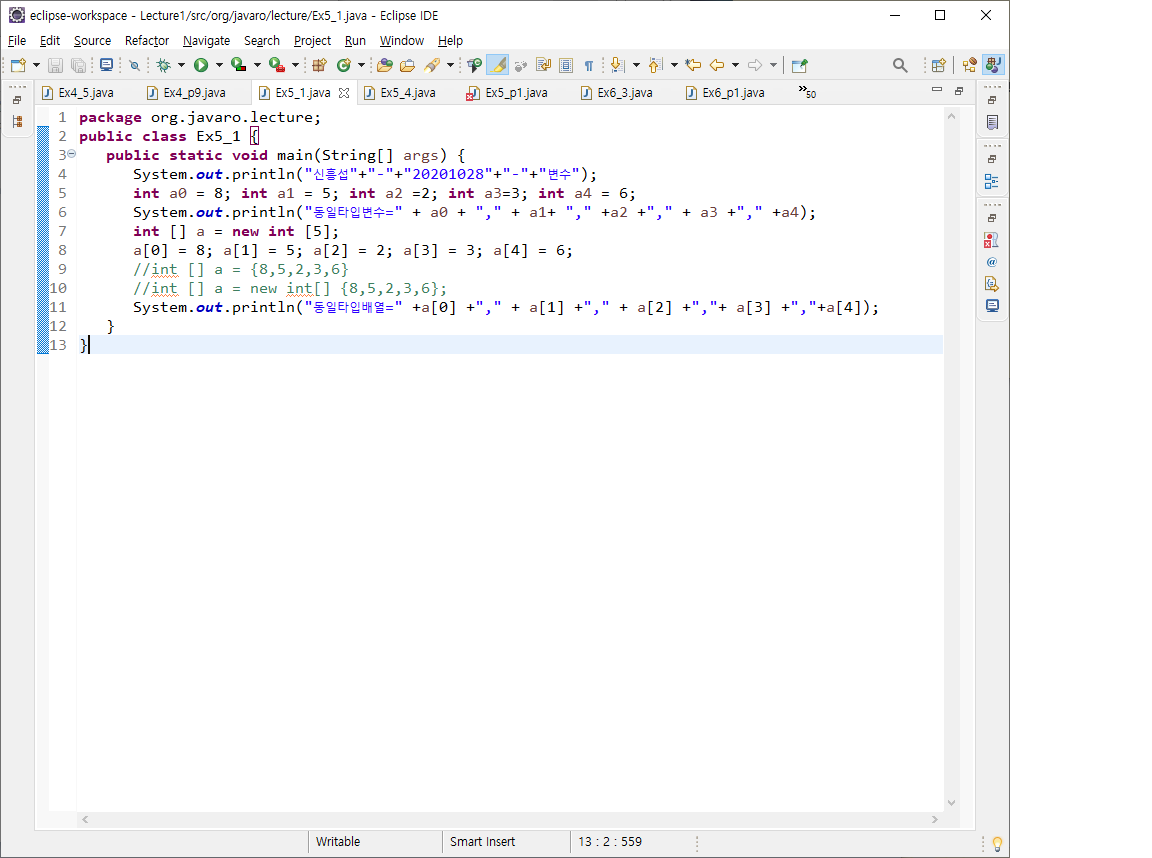 eclipse-workspace - Lecture1/src/org/javaro/lecture/Ex5_1.java - Eclipse IDE
File Edit Source Refactor Navigate Search Project Run Window Help
Ex4_5.java Ex4_p9.java Ex5_1.java Ex5_4.java Ex5_p1.java Ex6_3.java Ex6_p1.java »50
1 package org.javaro.lecture;
2 public class Ex5_1 {
3 public static void main(String[] args) {
4 System.out.println("신흥섭"+"-"+"20201028"+"-"+"변수");
5 int a0 = 8; int a1 = 5; int a2 =2; int a3=3; int a4 = 6;
6 System.out.println("동일타입변수=" + a0 + "," + a1+ "," +a2 +"," + a3 +"," +a4);
7 int [] a = new int [5];
8 a[0] = 8; a[1] = 5; a[2] = 2; a[3] = 3; a[4] = 6;
9 //int [] a = {8,5,2,3,6}
10 //int [] a = new int[] {8,5,2,3,6};
11 System.out.println("동일타입배열=" +a[0] +"," + a[1] +"," + a[2] +","+ a[3] +","+a[4]);
12 }
13 }
Writable Smart Insert 13 : 2 : 559